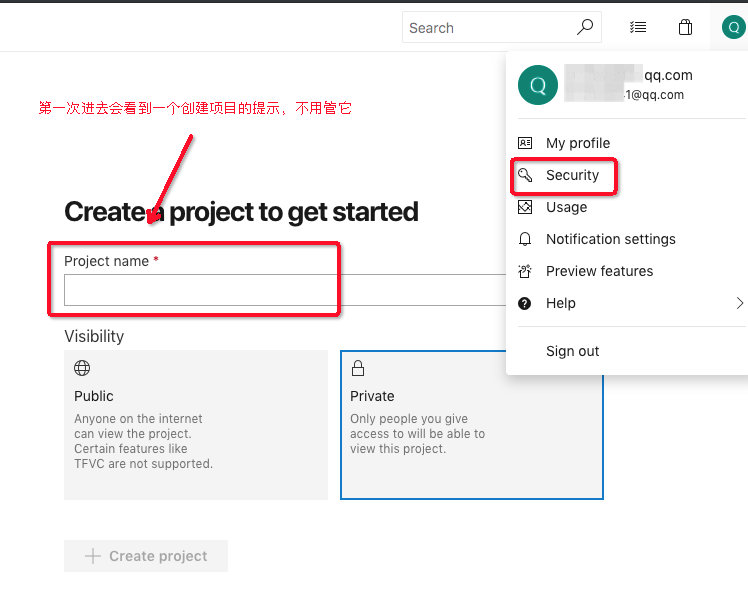 Search
Q
Q
qq.com
1@qq.com
第一次进去会看到一个创建项目的提示，不用管它
My profile
Security
Usage
Notification settings
Preview features
Help
Sign out
Create a project to get started
Project name *
Visibility
Public
Anyone on the internet
can view the project.
Certain features like
TFVC are not supported.
Private
Only people you give
access to will be able to
view this project.
Create project